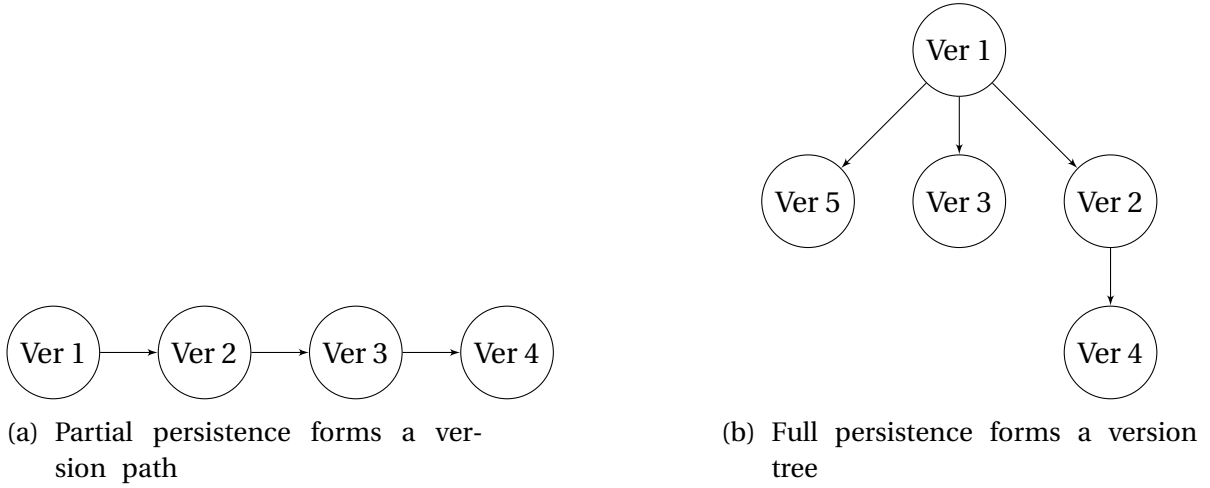 Ver 1
Ver 2
Ver 3
Ver 4
(a) Partial persistence forms a ver-
sion path
Ver 1
Ver 5
Ver 3
Ver 2
Ver 4
(b) Full persistence forms a version
tree